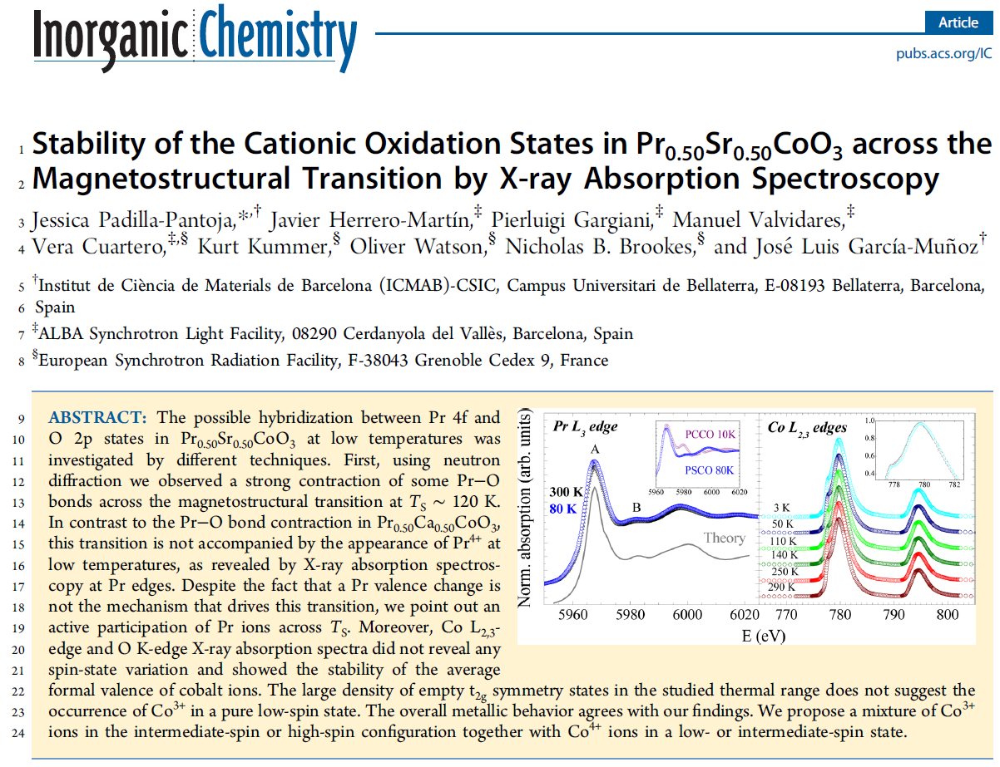 Inorganic Chemistry
Article
pubs.acs.org/IC
1 Stability of the Cationic Oxidation States in Pr0.50Sr0.50CoO3 across the
2 Magnetostructural Transition by X-ray Absorption Spectroscopy
3 Jessica Padilla-Pantoja,*,† Javier Herrero-Martín,‡ Pierluigi Gargiani,‡ Manuel Valvidares,‡
4 Vera Cuartero,‡,§ Kurt Kummer,§ Oliver Watson,§ Nicholas B. Brookes,§ and José Luis García-Muñoz†
5 †Institut de Ciència de Materials de Barcelona (ICMAB)-CSIC, Campus Universitari de Bellaterra, E-08193 Bellaterra, Barcelona,
6 Spain
7 ‡ALBA Synchrotron Light Facility, 08290 Cerdanyola del Vallès, Barcelona, Spain
8 §European Synchrotron Radiation Facility, F-38043 Grenoble Cedex 9, France
9 ABSTRACT: The possible hybridization between Pr 4f and
10 O 2p states in Pr0.50Sr0.50CoO3 at low temperatures was
11 investigated by different techniques. First, using neutron
12 diffraction we observed a strong contraction of some Pr−O
13 bonds across the magnetostructural transition at TS ∼ 120 K.
14 In contrast to the Pr−O bond contraction in Pr0.50Ca0.50CoO3,
15 this transition is not accompanied by the appearance of Pr4+ at
16 low temperatures, as revealed by X-ray absorption spectros-
17 copy at Pr edges. Despite the fact that a Pr valence change is
18 not the mechanism that drives this transition, we point out an
19 active participation of Pr ions across TS. Moreover, Co L2,3-
20 edge and O K-edge X-ray absorption spectra did not reveal any
21 spin-state variation and showed the stability of the average
22 formal valence of cobalt ions. The large density of empty t2g symmetry states in the studied thermal range does not suggest the
23 occurrence of Co3+ in a pure low-spin state. The overall metallic behavior agrees with our findings. We propose a mixture of Co3+
24 ions in the intermediate-spin or high-spin configuration together with Co4+ ions in a low- or intermediate-spin state.
Norm. absorption (arb. units)
Pr L3 edge
A
B
300 K
80 K
Theory
PCCO 10K
PSCO 80K
5960 5980 6000 6020
5960 5980 6000 6020
Co L2,3 edges
1.0
0.8
0.6
0.4
778 780 782
3 K
50 K
110 K
140 K
250 K
290 K
770 780 790 800
E (eV)